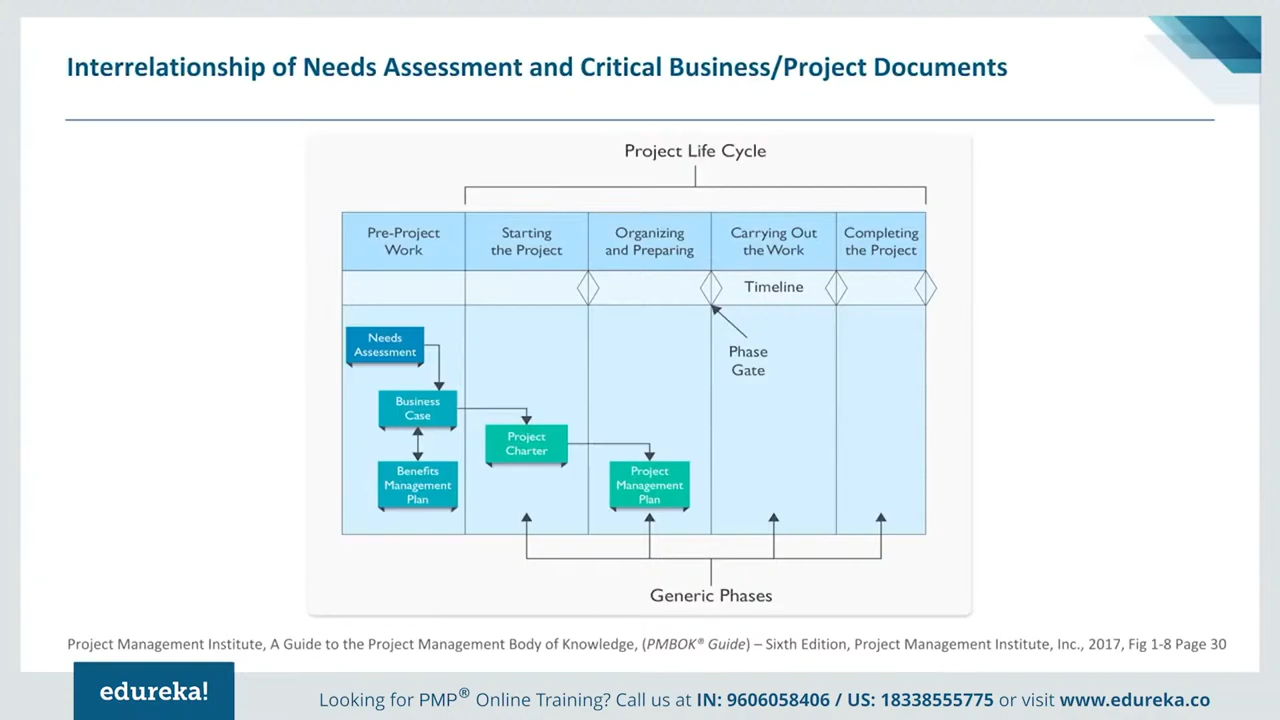 Interrelationship of Needs Assessment and Critical Business/Project Documents
Project Life Cycle
Pre-Project
Work
Starting
the Project
Organizing
and Preparing
Carrying Out
the Work
Completing
the Project
Timeline
Needs
Assessment
Phase
Gate
Business
Case
Project
Charter
Benefits
Management
Plan
Project
Management
Plan
Generic Phases
Project Management Institute, A Guide to the Project Management Body of Knowledge, (PMBOK® Guide) – Sixth Edition, Project Management Institute, Inc., 2017, Fig 1-8 Page 30
edureka!
Looking for PMP® Online Training? Call us at IN: 9606058406 / US: 18338555775 or visit www.edureka.co